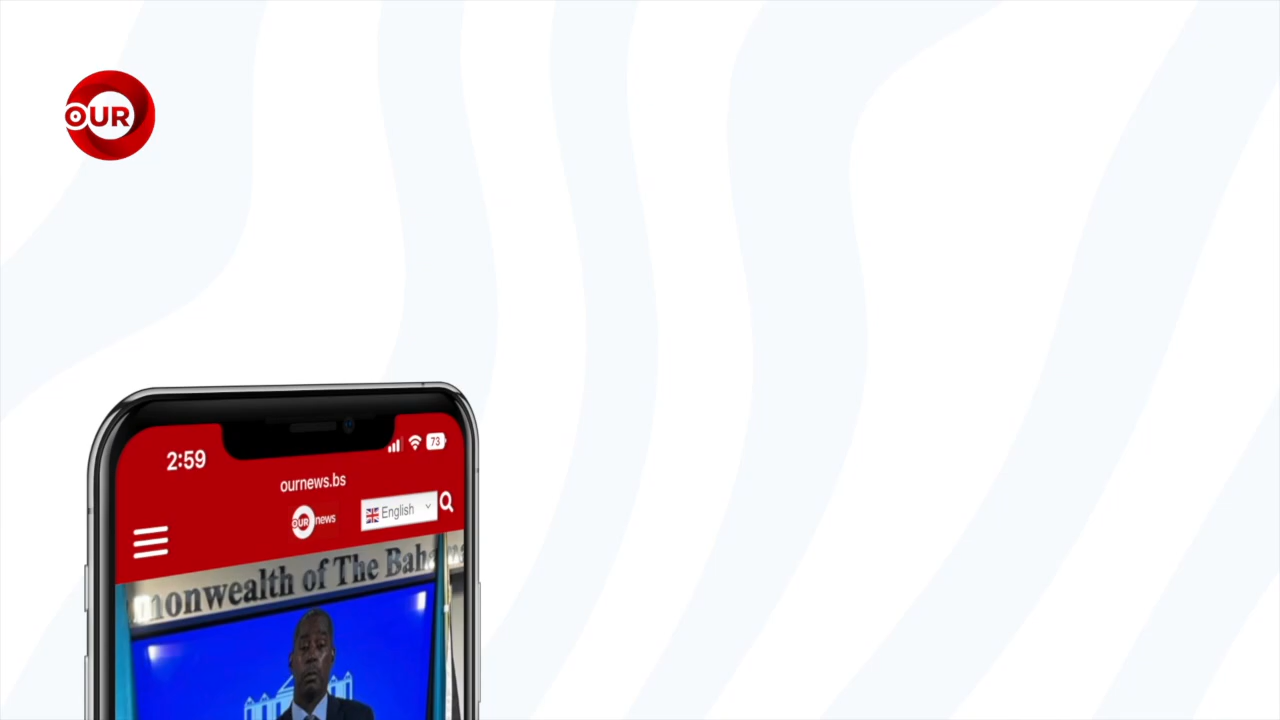 OUR
2:59
73
ournews.bs
OUR news
English
monwealth of The Baha